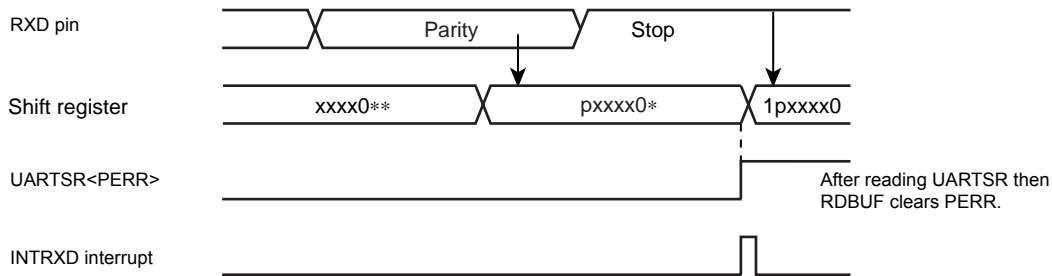 RXD pin
Parity
Stop
Shift register
xxxx0**
pxxxx0*
1pxxxx0
UARTSR<PERR>
After reading UARTSR then
RDBUF clears PERR.
INTRXD interrupt